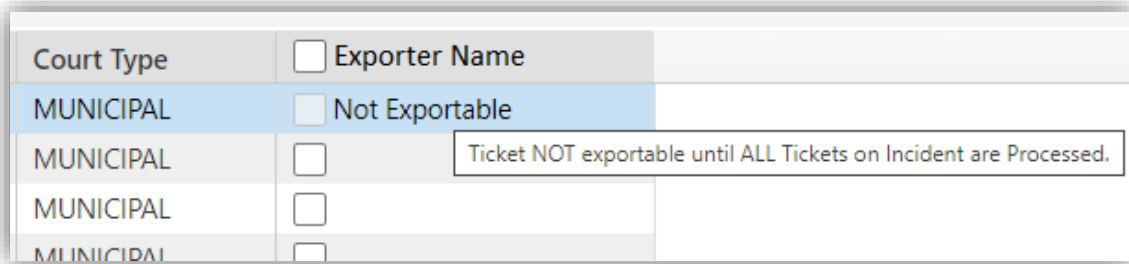 Court Type Exporter Name
MUNICIPAL Not Exportable
Ticket NOT exportable until ALL Tickets on Incident are Processed.
MUNICIPAL
MUNICIPAL
MUNICIPAL